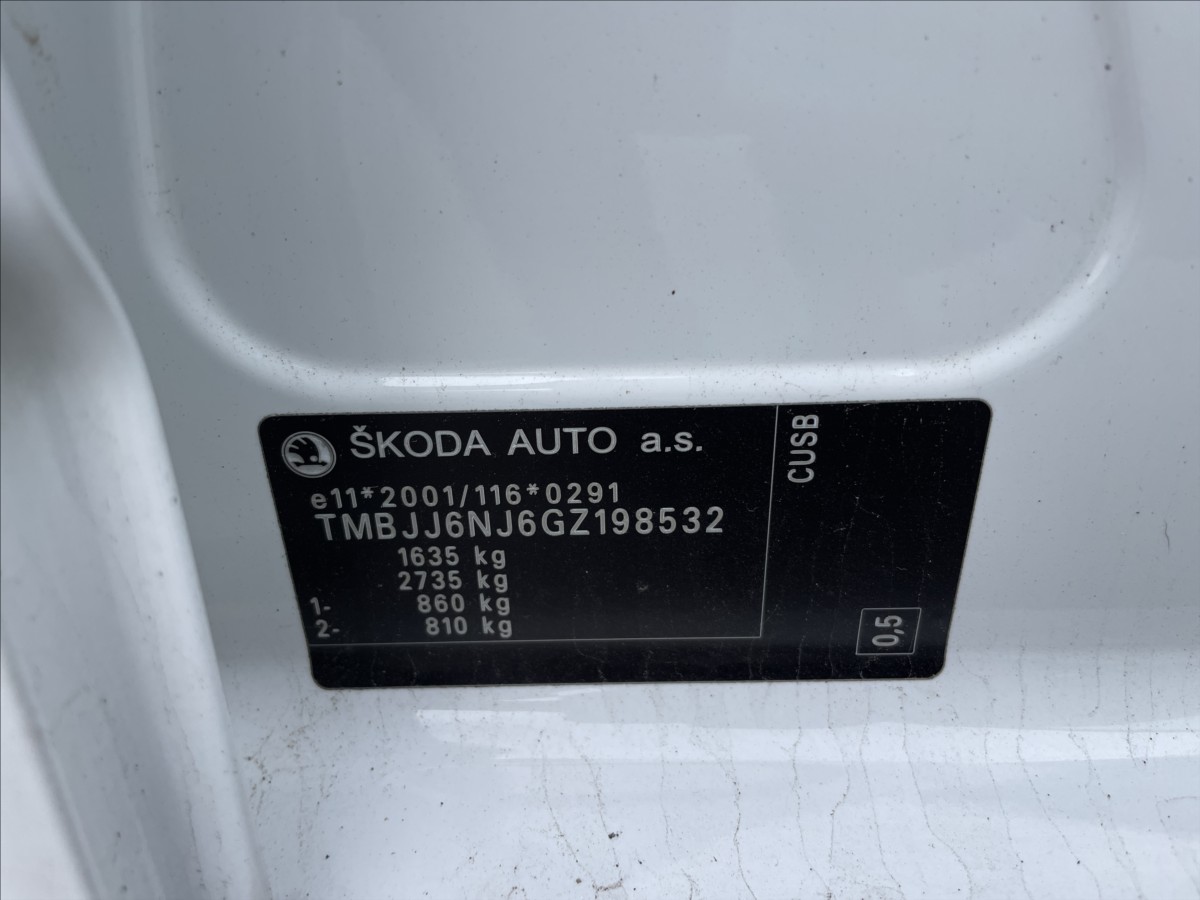 ŠKODA AUTO a.s.
e11*2001/116*0291
TMBJJ6NJ6GZ198532
1635 kg
2735 kg
1- 860 kg
2- 810 kg
CUSB
0,5